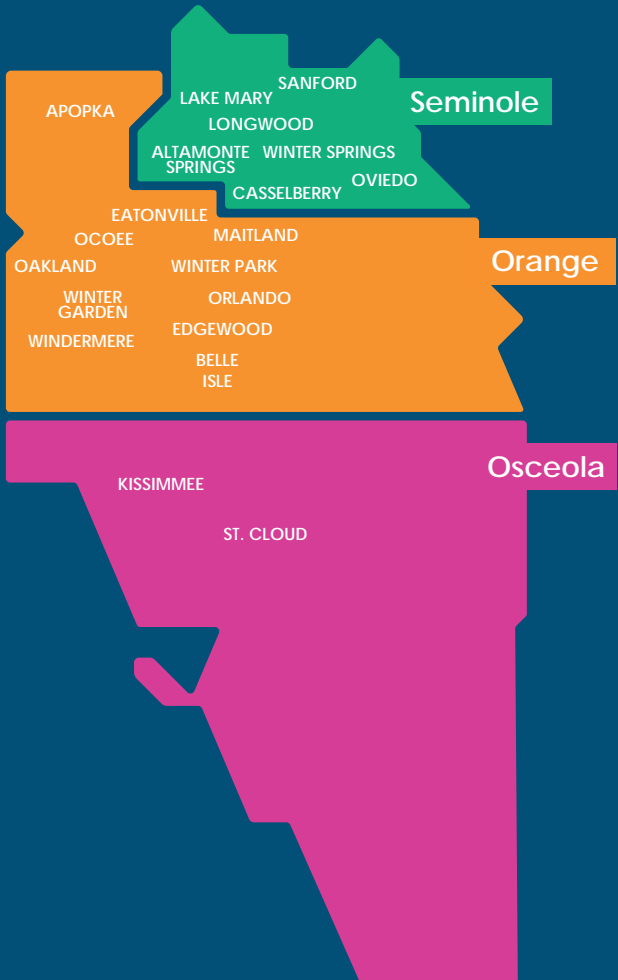 SANFORD
LAKE MARY
Seminole
APOPKA
LONGWOOD
ALTAMONTE
SPRINGS
WINTER SPRINGS
OVIEDO
CASSELBERRY
EATONVILLE
OCOEE
MAITLAND
Orange
OAKLAND
WINTER PARK
WINTER
GARDEN
ORLANDO
EDGEWOOD
WINDERMERE
BELLE
ISLE
Osceola
KISSIMMEE
ST. CLOUD